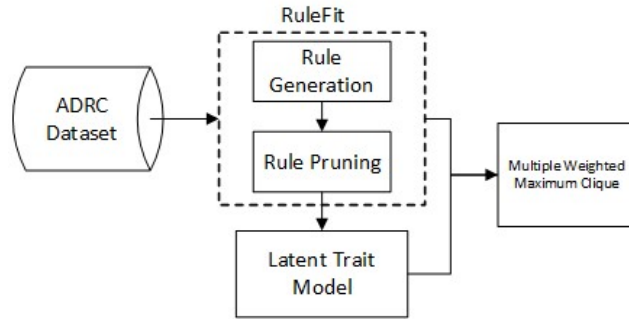 RuleFit
ADRC
Dataset
Rule
Generation
Rule Pruning
Latent Trait
Model
Multiple Weighted
Maximum Clique